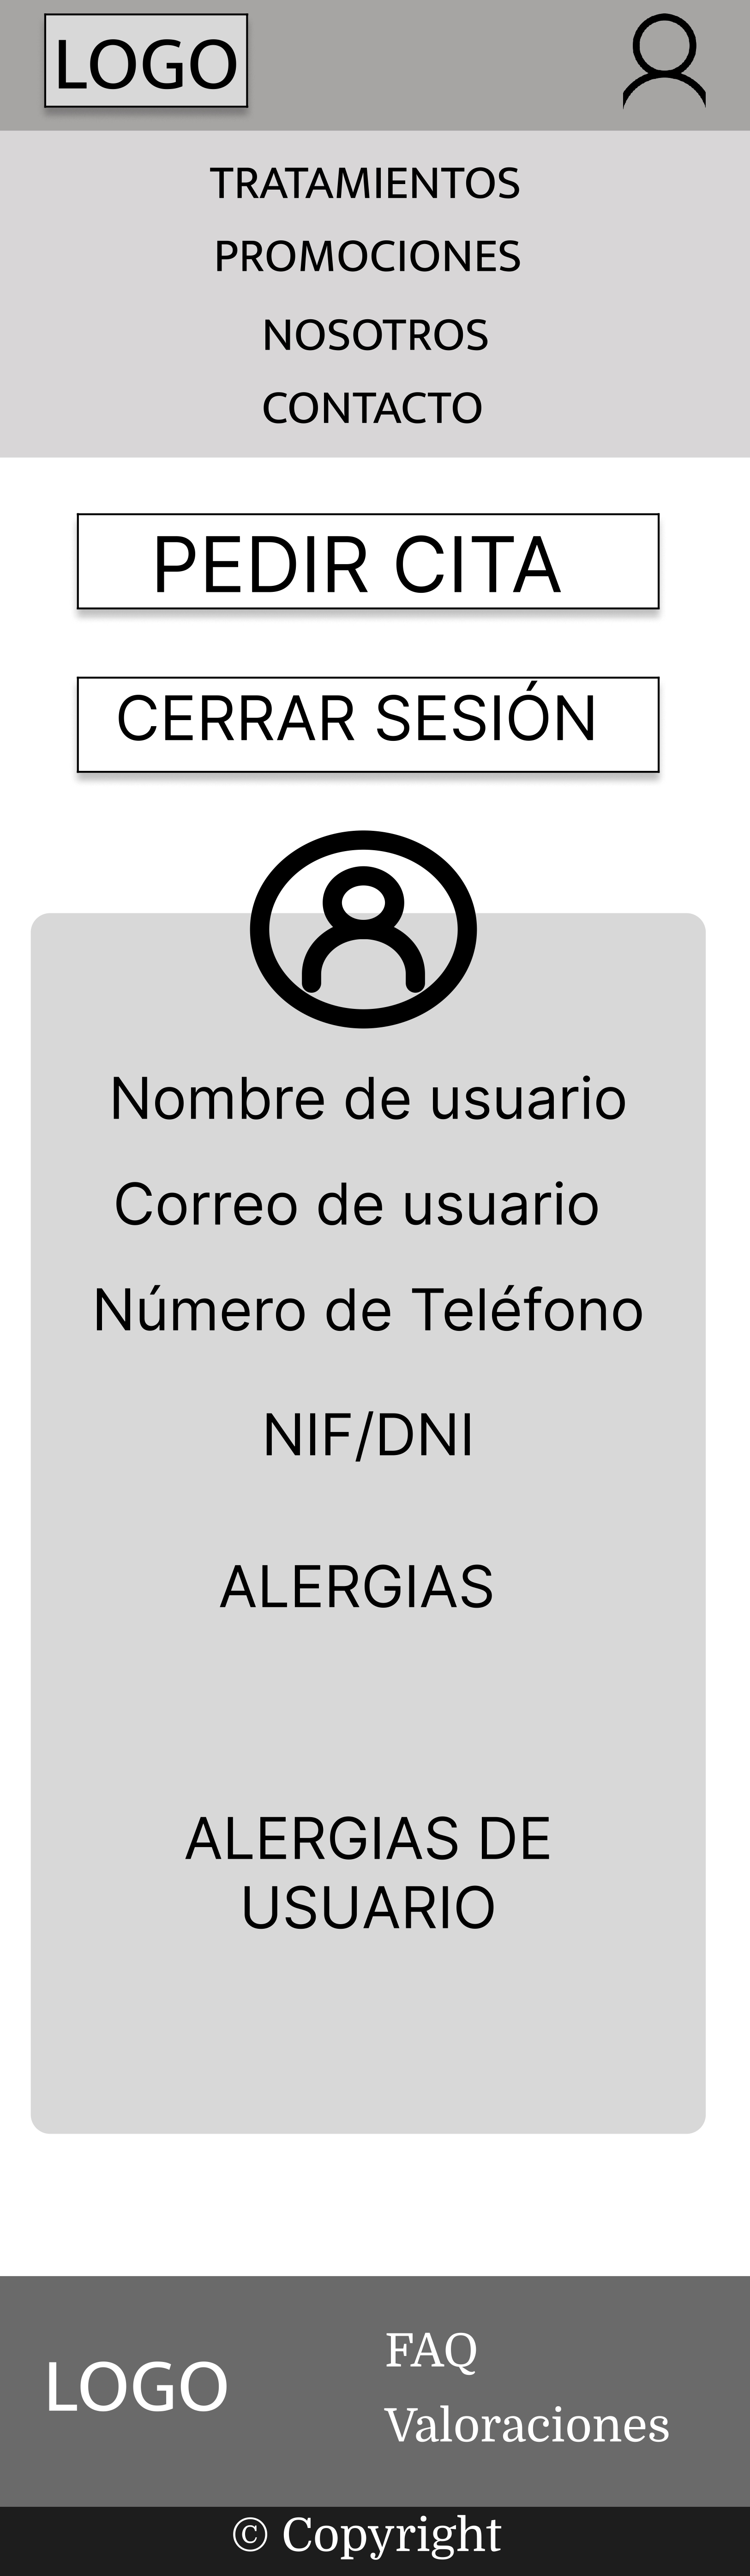 LOGO
TRATAMIENTOS
PROMOCIONES
NOSOTROS
CONTACTO
PEDIR CITA
CERRAR SESIÓN
Nombre de usuario
Correo de usuario
Número de Teléfono
NIF/DNI
ALERGIAS
ALERGIAS DE
USUARIO
LOGO
FAQ
Valoraciones
© Copyright